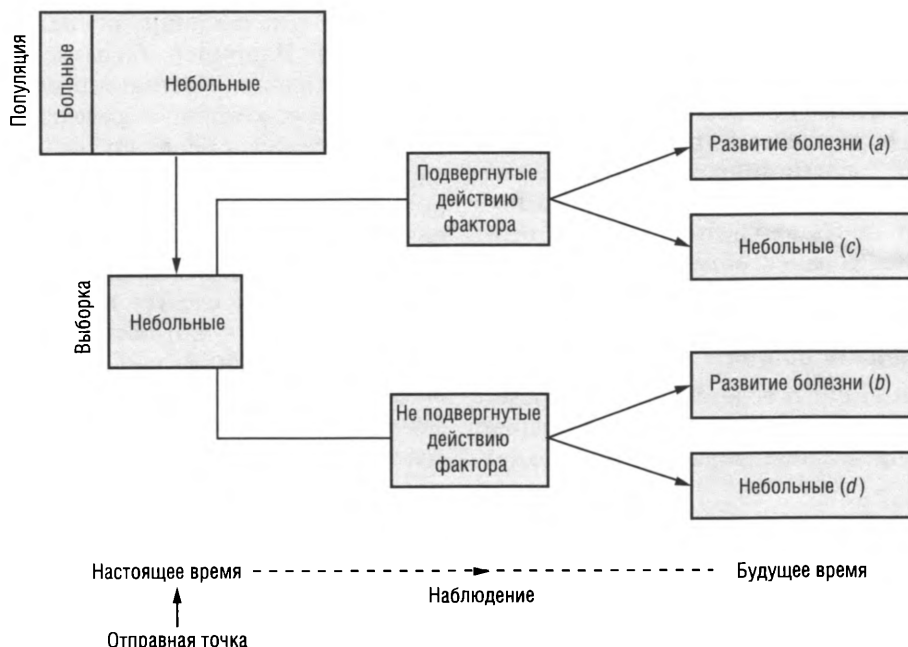 Популяция
Больные
Небольные
Подвергнутые
действию
фактора
Развитие болезни (a)
Небольные (c)
Выборка
Небольные
Не подвергнутые
действию
фактора
Развитие болезни (b)
Небольные (d)
Настоящее время
Наблюдение
Будущее время
Отправная точка